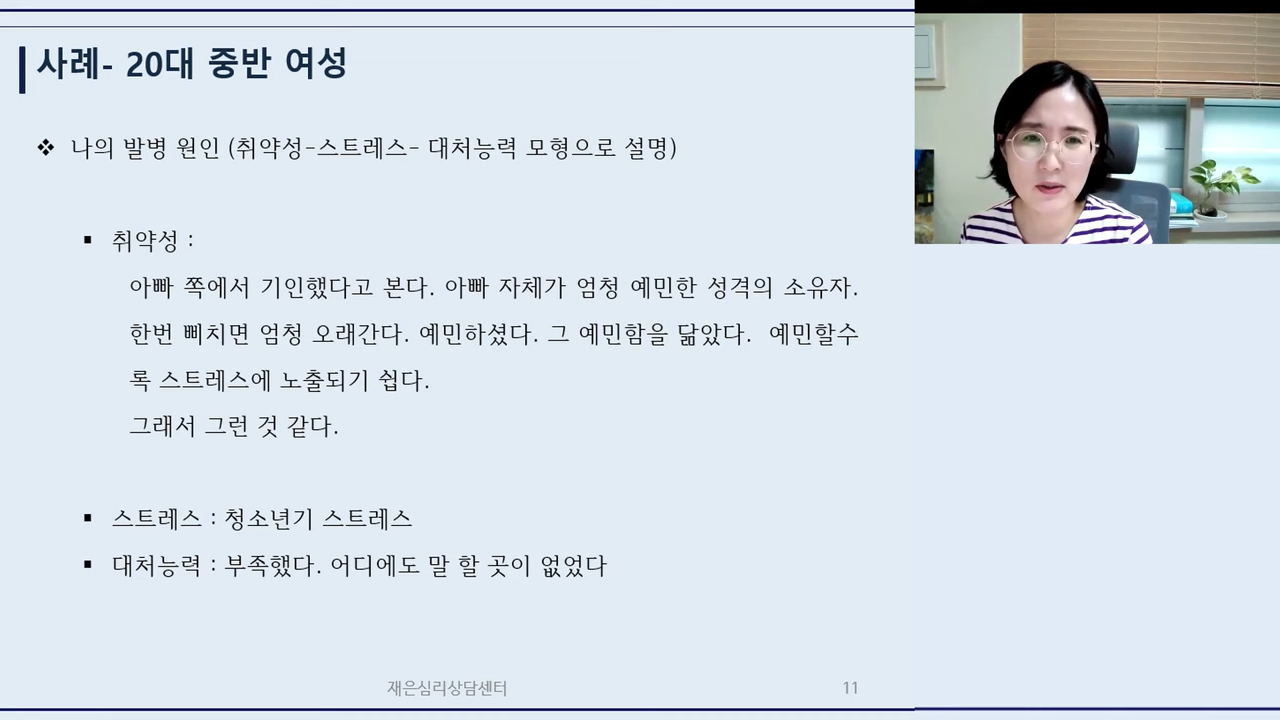 사례- 20대 중반 여성
❖ 나의 발병 원인 (취약성-스트레스- 대처능력 모형으로 설명)
▪ 취약성 :
아빠 쪽에서 기인했다고 본다. 아빠 자체가 엄청 예민한 성격의 소유자.
한번 삐치면 엄청 오래간다. 예민하셨다. 그 예민함을 닮았다. 예민할수
록 스트레스에 노출되기 쉽다.
그래서 그런 것 같다.
▪ 스트레스 : 청소년기 스트레스
▪ 대처능력 : 부족했다. 어디에도 말 할 곳이 없었다
재은심리상담센터
11